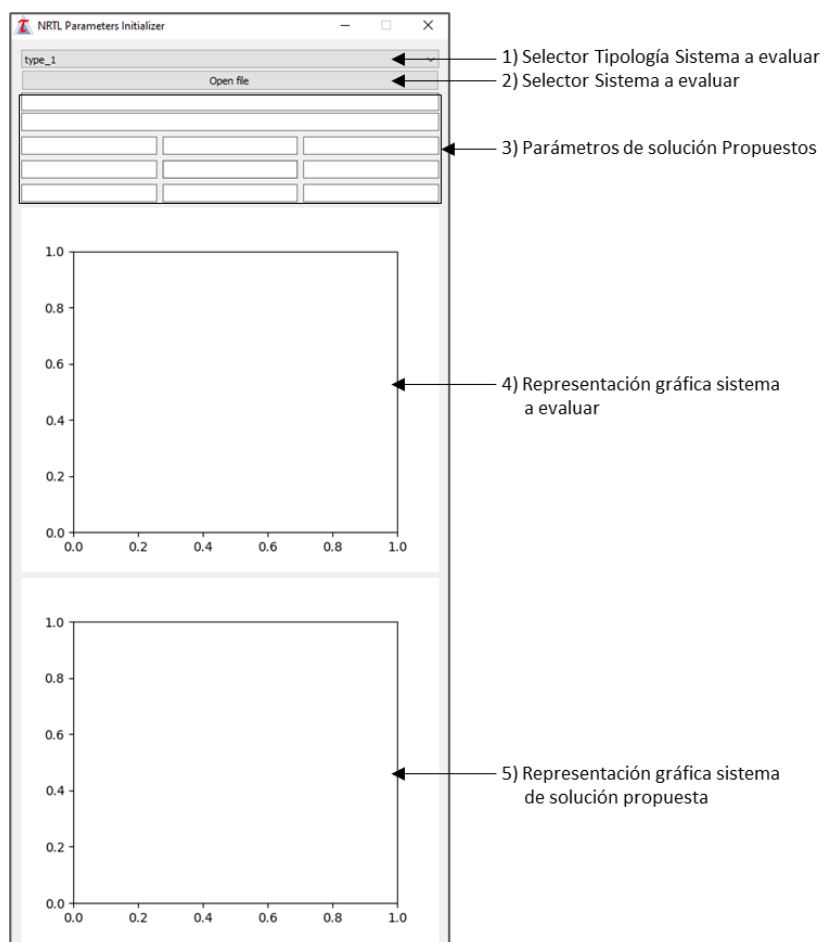 NRTL Parameters Initializer
type_1
1) Selector Tipología Sistema a evaluar
Open file
2) Selector Sistema a evaluar
3) Parámetros de solución Propuestos
1.0
0.8
0.6
0.4
0.2
0.0
0.0 0.2 0.4 0.6 0.8 1.0
4) Representación gráfica sistema
a evaluar
1.0
0.8
0.6
0.4
0.2
0.0
0.0 0.2 0.4 0.6 0.8 1.0
5) Representación gráfica sistema
de solución propuesta